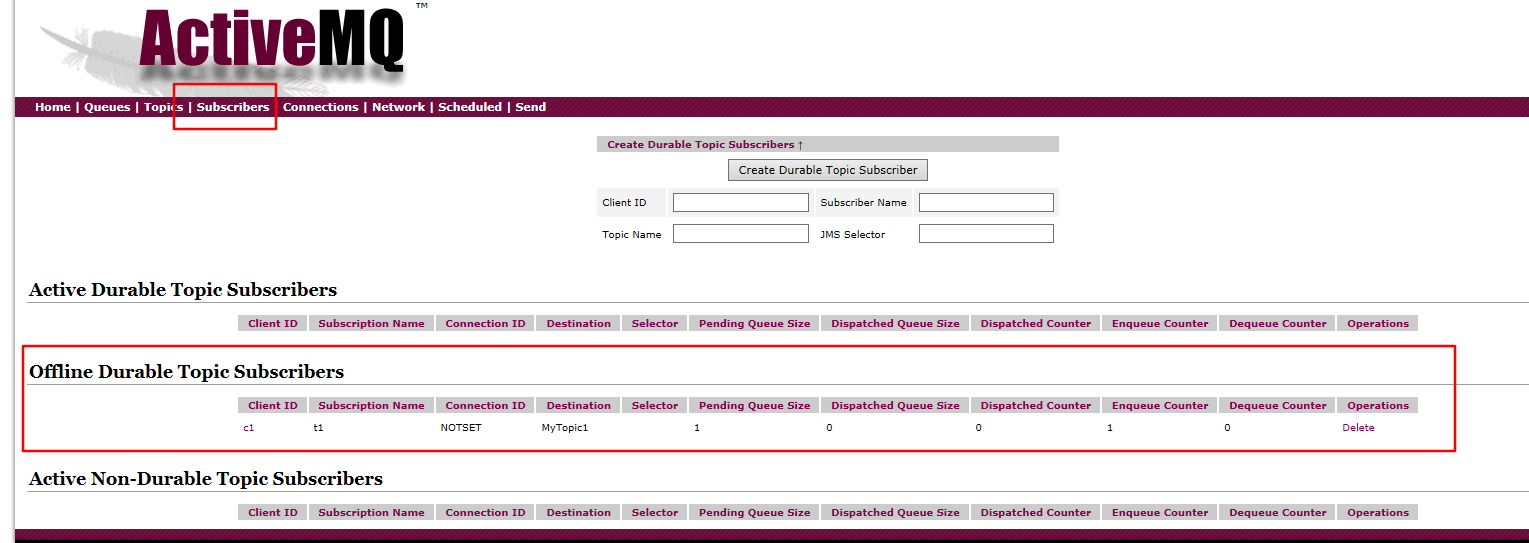 ActiveMQ™
Home | Queues | Topics | Subscribers | Connections | Network | Scheduled | Send
Create Durable Topic Subscribers ↑
Create Durable Topic Subscriber
Client ID Subscriber Name
Topic Name JMS Selector
Active Durable Topic Subscribers
Client ID Subscription Name Connection ID Destination Selector Pending Queue Size Dispatched Queue Size Dispatched Counter Enqueue Counter Dequeue Counter Operations
Offline Durable Topic Subscribers
Client ID Subscription Name Connection ID Destination Selector Pending Queue Size Dispatched Queue Size Dispatched Counter Enqueue Counter Dequeue Counter Operations
c1 t1 NOTSET MyTopic1 1 0 0 1 0 Delete
Active Non-Durable Topic Subscribers
Client ID Subscription Name Connection ID Destination Selector Pending Queue Size Dispatched Queue Size Dispatched Counter Enqueue Counter Dequeue Counter Operations